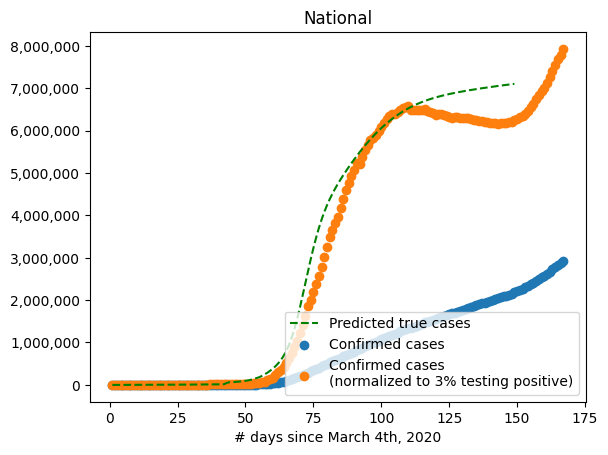 National
8,000,000
7,000,000
6,000,000
5,000,000
4,000,000
3,000,000
2,000,000
1,000,000
0
Predicted true cases
Confirmed cases
Confirmed cases
(normalized to 3% testing positive)
0 25 50 75 100 125 150 175
# days since March 4th, 2020